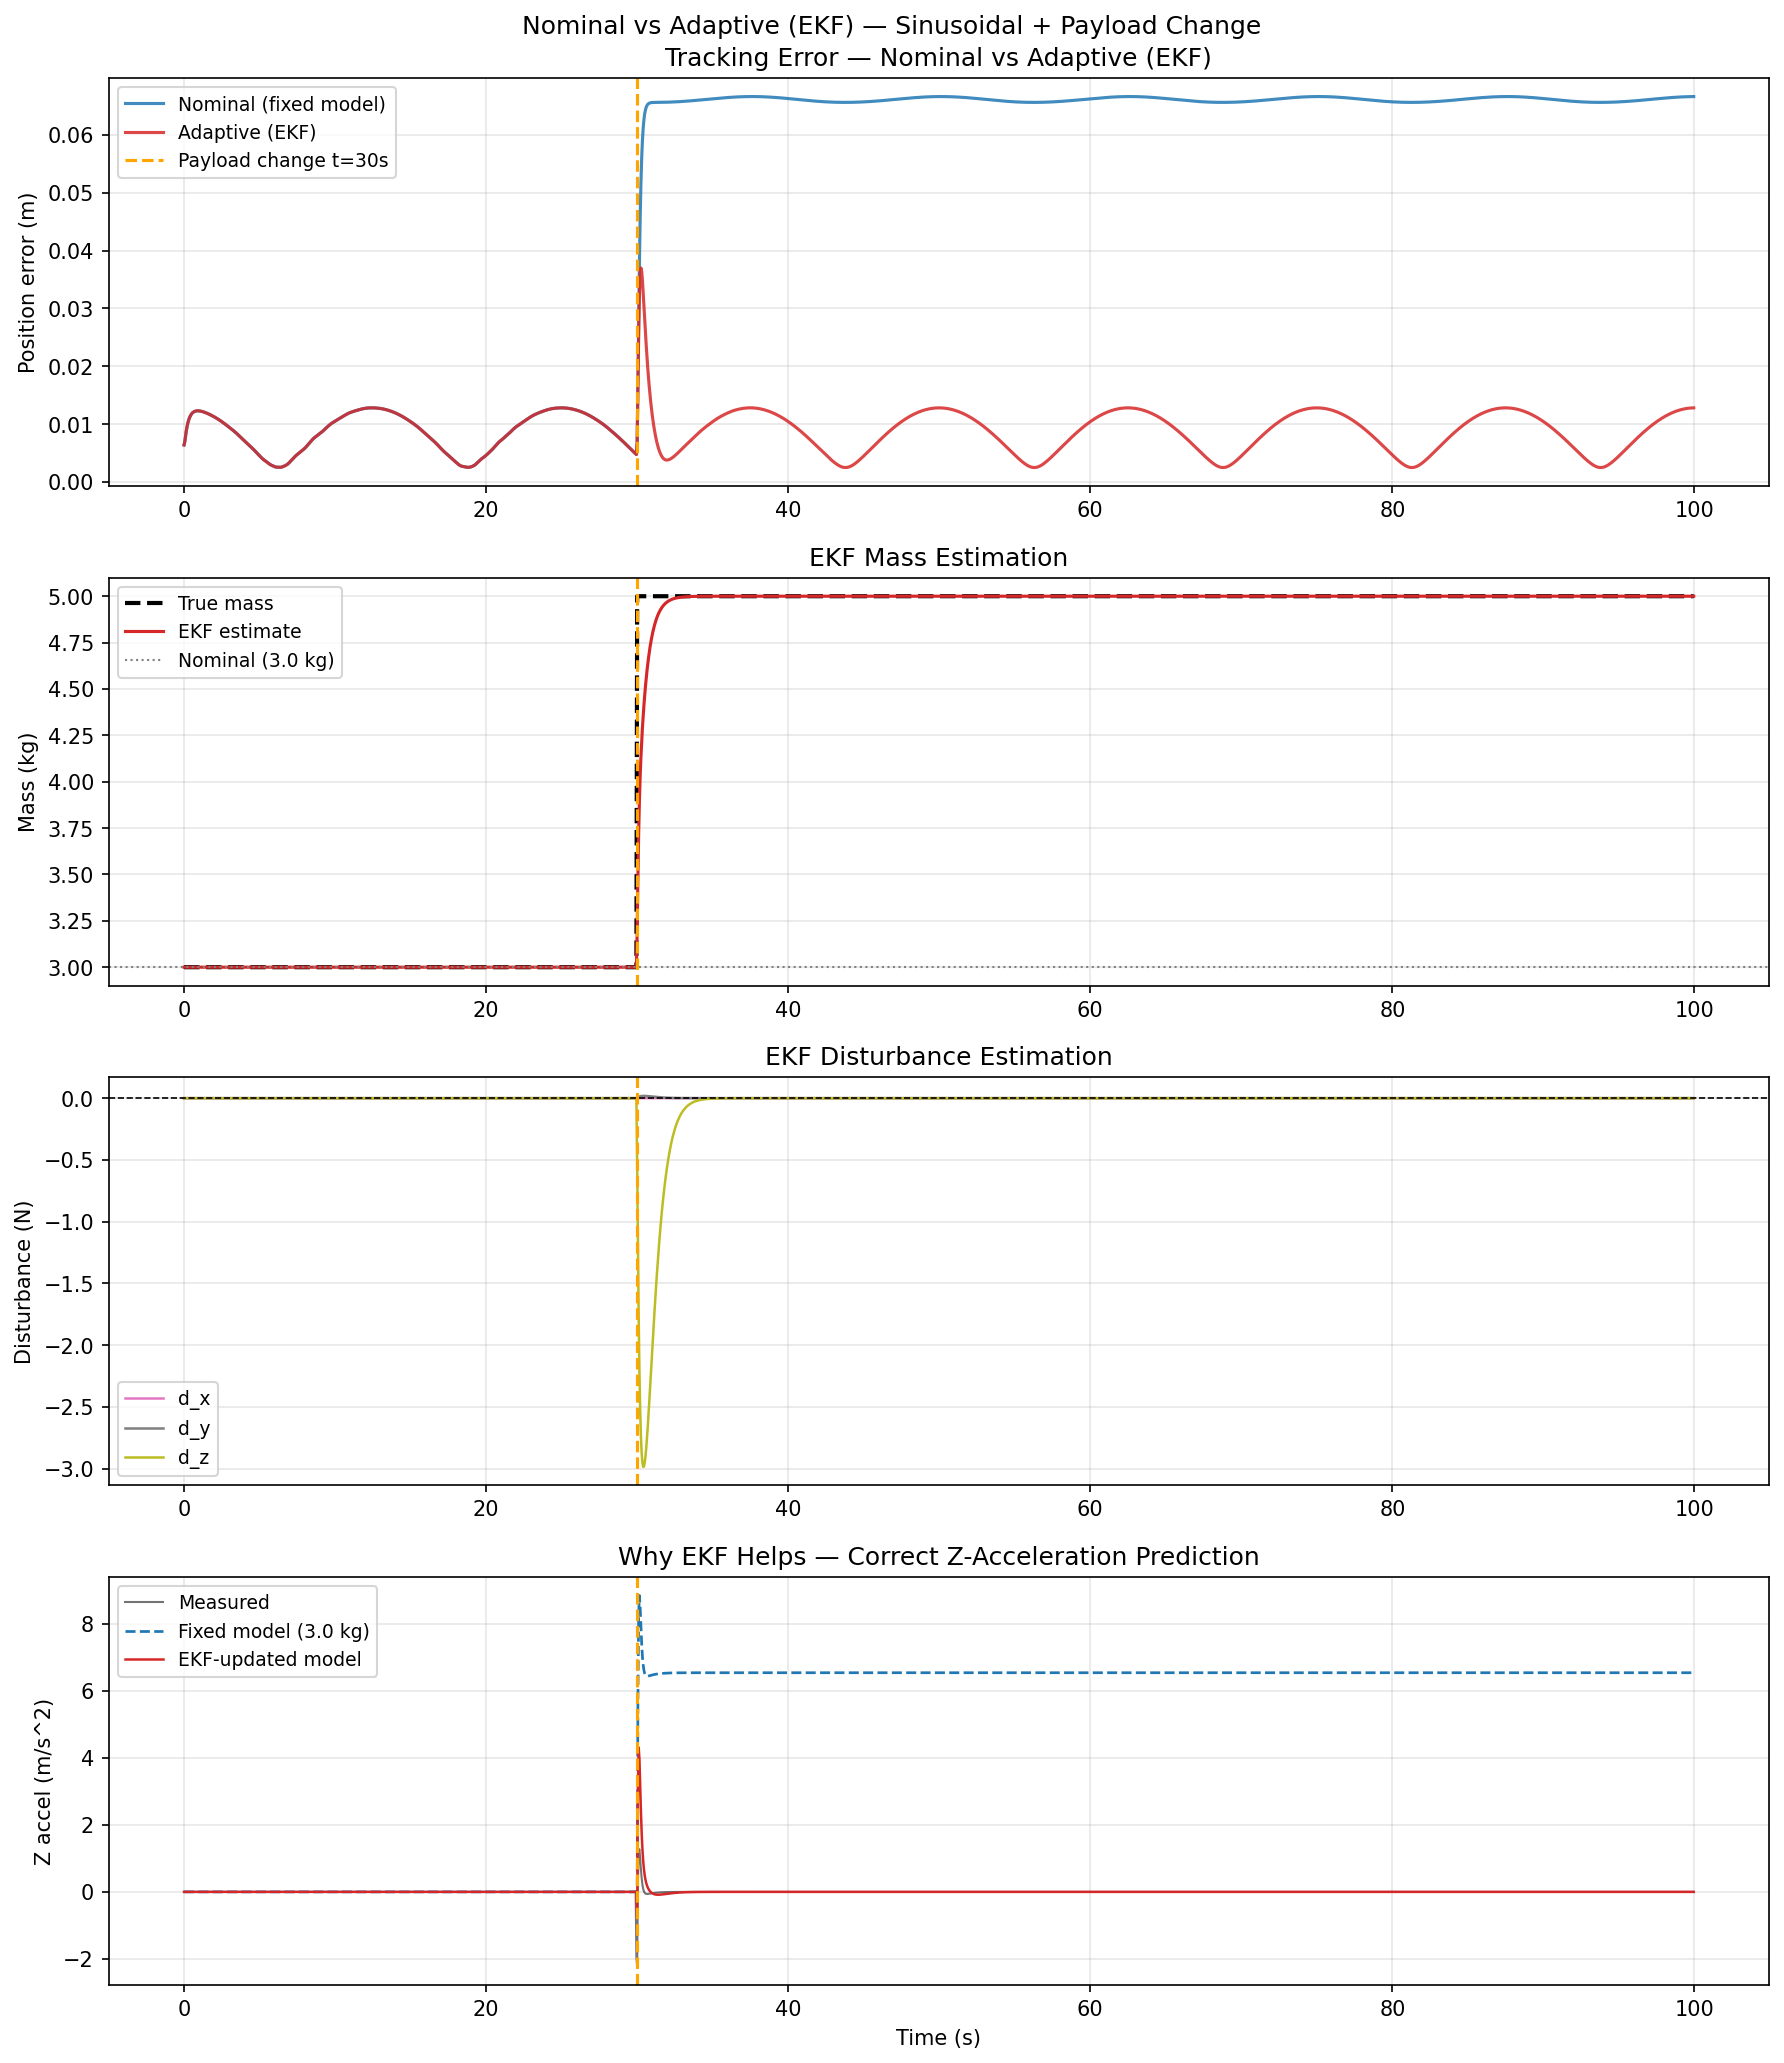 Nominal vs Adaptive (EKF) — Sinusoidal + Payload Change
Tracking Error — Nominal vs Adaptive (EKF)
Nominal (fixed model)
Adaptive (EKF)
Payload change t=30s
Position error (m)
0.06
0.05
0.04
0.03
0.02
0.01
0.00
0 20 40 60 80 100
EKF Mass Estimation
True mass
EKF estimate
Nominal (3.0 kg)
Mass (kg)
5.00
4.75
4.50
4.25
4.00
3.75
3.50
3.25
3.00
0 20 40 60 80 100
EKF Disturbance Estimation
Disturbance (N)
0.0
−0.5
−1.0
−1.5
−2.0
−2.5
−3.0
d_x
d_y
d_z
0 20 40 60 80 100
Why EKF Helps — Correct Z-Acceleration Prediction
Measured
Fixed model (3.0 kg)
EKF-updated model
Z accel (m/s^2)
8
6
4
2
0
−2
0 20 40 60 80 100
Time (s)